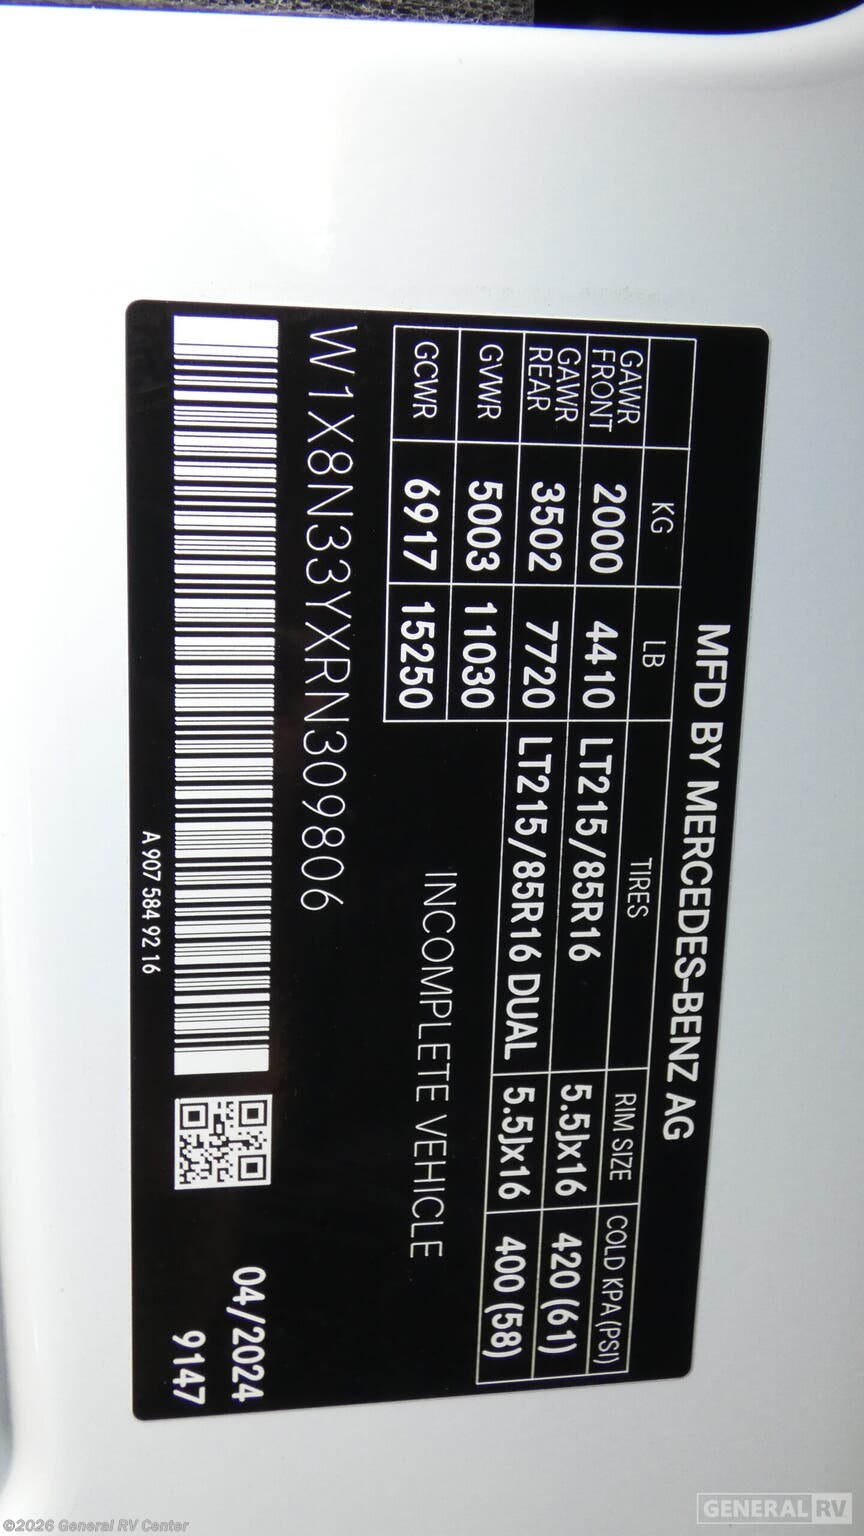 MFD BY MERCEDES-BENZ AG
KG LB TIRES RIM SIZE COLD KPA(PSI)
GAWR FRONT 2000 4410 LT215/85R16 5.5Jx16 420 (61)
GAWR REAR 3502 7720 LT215/85R16 DUAL 5.5Jx16 400 (58)
GVWR 5003 11030
GCWR 6917 15250
INCOMPLETE VEHICLE
W1X8N33YXRN309806
04/2024
9147
A 907 584 92 16
GENERAL RV
©2026 General RV Center